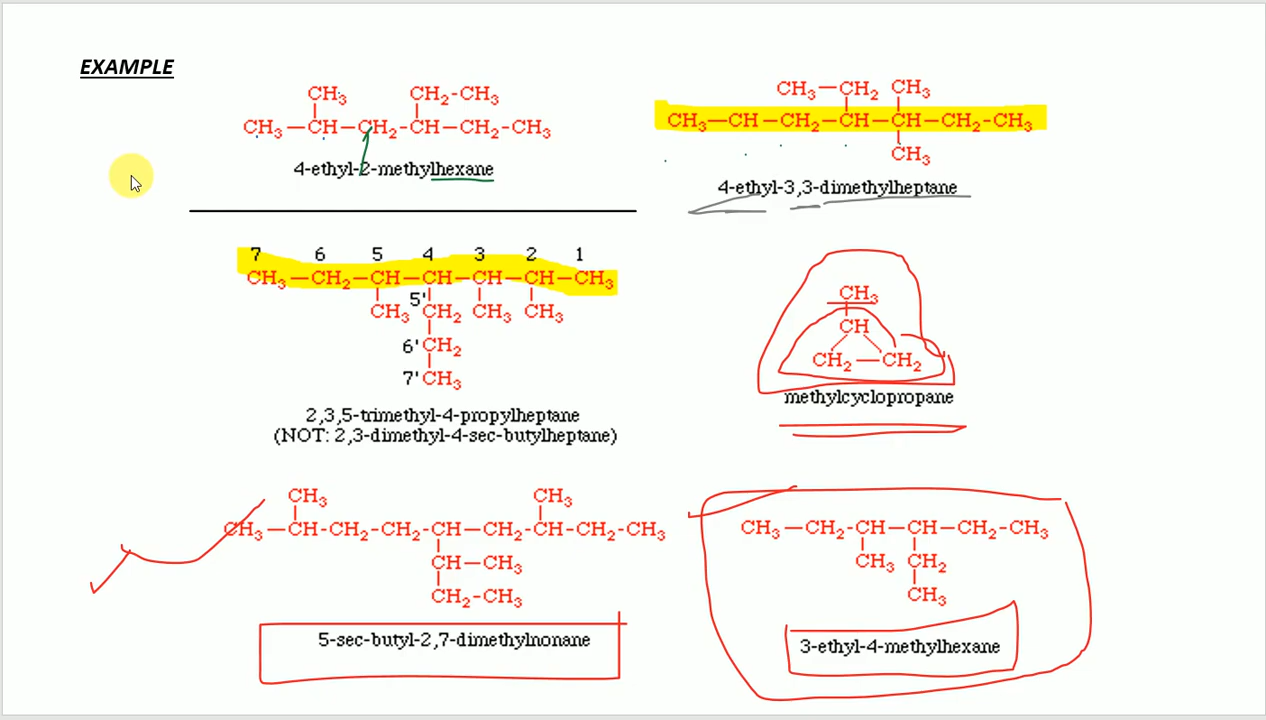 EXAMPLE
CH₃ CH₂-CH₃
CH₃—CH—CH₂—CH—CH₂-CH₃
4-ethyl-2-methylhexane
CH₃—CH₂ CH₃
CH₃—CH—CH₂—CH—CH—CH₂-CH₃
CH₃
4-ethyl-3,3-dimethylheptane
7 6 5 4 3 2 1
CH₃—CH₂—CH—CH—CH—CH—CH₃
CH₃ 5' CH₂ CH₃ CH₃
6' CH₂
7' CH₃
2,3,5-trimethyl-4-propylheptane
(NOT: 2,3-dimethyl-4-sec-butylheptane)
CH₃
CH
CH₂—CH₂
methylcyclopropane
CH₃ CH₃
CH₃—CH-CH₂-CH₂-CH—CH₂-CH-CH₂-CH₃
CH—CH₃
CH₂-CH₃
5-sec-butyl-2,7-dimethylnonane
CH₃—CH₂-CH—CH—CH₂-CH₃
CH₃ CH₂
CH₃
3-ethyl-4-methylhexane